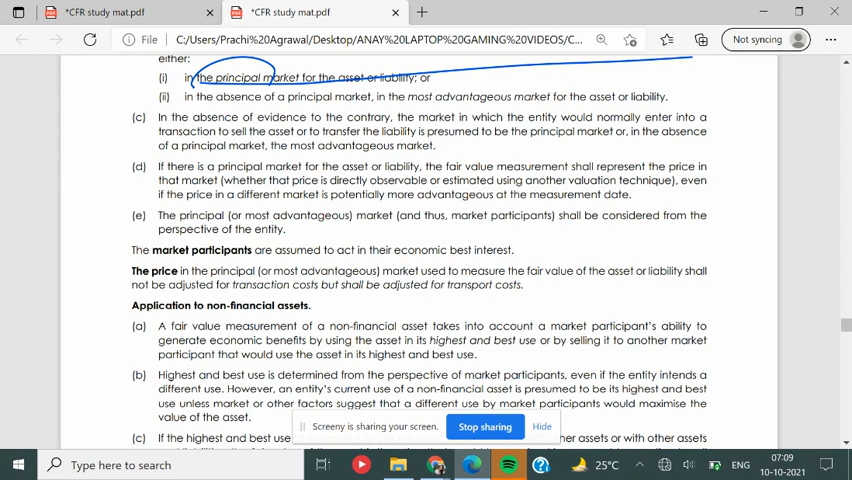 *CFR study mat.pdf
*CFR study mat.pdf
File
C:/Users/Prachi%20Agrawal/Desktop/ANAY%20LAPTOP%20GAMING%20VIDEOS/C...
Not syncing
either:
(i) in the principal market for the asset or liability; or
(ii) in the absence of a principal market, in the most advantageous market for the asset or liability.
(c) In the absence of evidence to the contrary, the market in which the entity would normally enter into a
transaction to sell the asset or to transfer the liability is presumed to be the principal market or, in the absence
of a principal market, the most advantageous market.
(d) If there is a principal market for the asset or liability, the fair value measurement shall represent the price in
that market (whether that price is directly observable or estimated using another valuation technique), even
if the price in a different market is potentially more advantageous at the measurement date.
(e) The principal (or most advantageous) market (and thus, market participants) shall be considered from the
perspective of the entity.
The market participants are assumed to act in their economic best interest.
The price in the principal (or most advantageous) market used to measure the fair value of the asset or liability shall
not be adjusted for transaction costs but shall be adjusted for transport costs.
Application to non-financial assets.
(a) A fair value measurement of a non-financial asset takes into account a market participant's ability to
generate economic benefits by using the asset in its highest and best use or by selling it to another market
participant that would use the asset in its highest and best use.
(b) Highest and best use is determined from the perspective of market participants, even if the entity intends a
different use. However, an entity's current use of a non-financial asset is presumed to be its highest and best
use unless market or other factors suggest that a different use by market participants would maximise the
value of the asset.
(c) If the highest and best use
ner assets or with other assets
Screeny is sharing your screen.
Stop sharing
Hide
Type here to search
25°C
ENG
07:09
10-10-2021